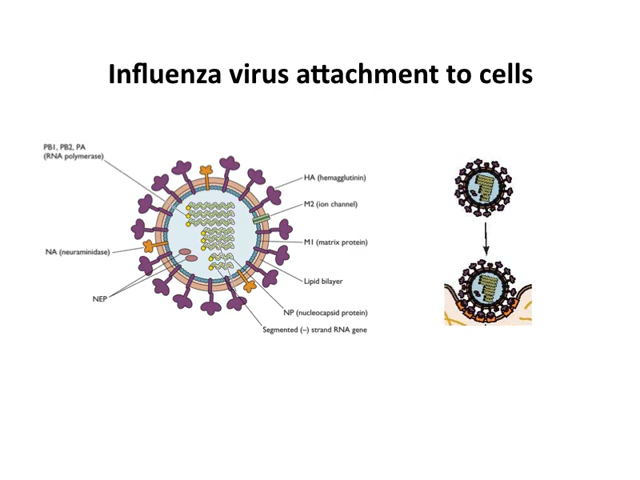 Influenza virus attachment to cells
PB1, PB2, PA
(RNA polymerase)
HA (hemagglutinin)
M2 (ion channel)
M1 (matrix protein)
NA (neuraminidase)
Lipid bilayer
NEP
NP (nucleocapsid protein)
Segmented (–) strand RNA gene